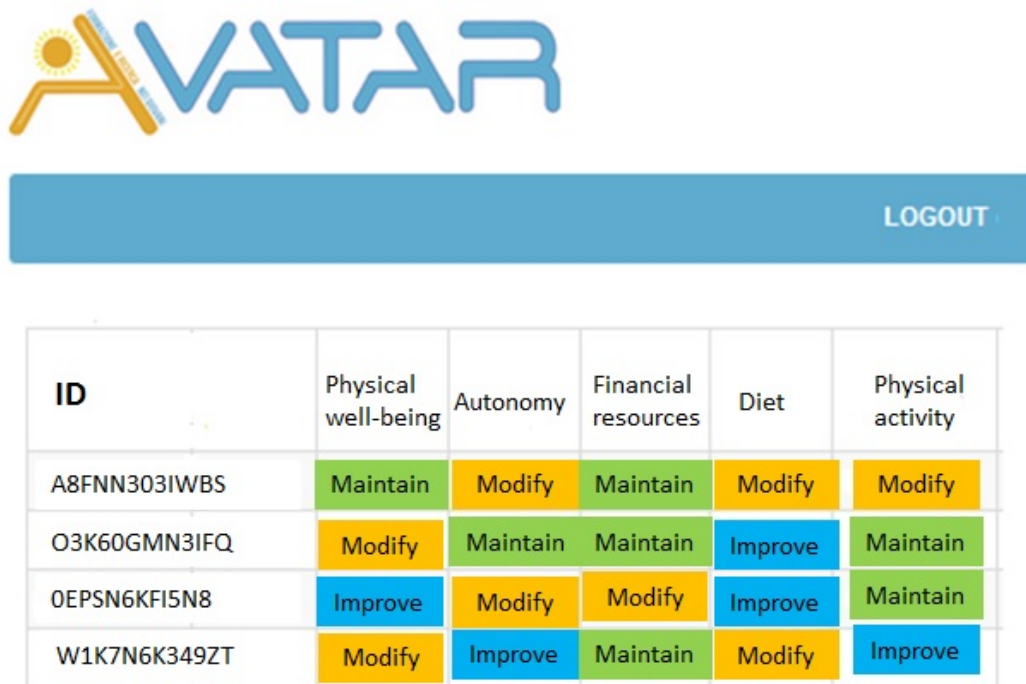 AVATAR
LOGOUT
ID
Physical well-being
Autonomy
Financial resources
Diet
Physical activity
A8FNN303IWBS Maintain Modify Maintain Modify Modify
O3K60GMN3IFQ Modify Maintain Maintain Improve Maintain
0EPSN6KFI5N8 Improve Modify Modify Improve Maintain
W1K7N6K349ZT Modify Improve Maintain Modify Improve